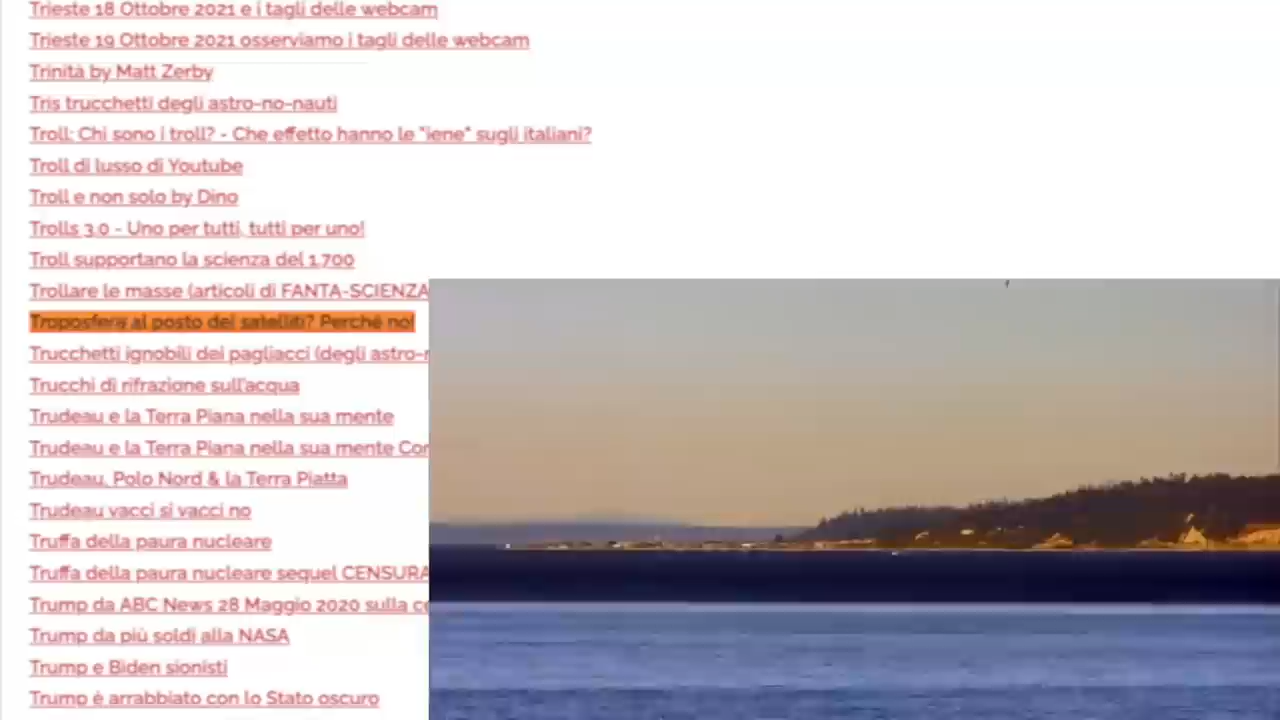 Trieste 18 Ottobre 2021 e i tagli delle webcam
Trieste 19 Ottobre 2021 osserviamo i tagli delle webcam
Trinità by Matt Zerby
Tris trucchetti degli astro-no-nauti
Troll: Chi sono i troll? - Che effetto hanno le "iene" sugli italiani?
Troll di lusso di Youtube
Troll e non solo by Dino
Trolls 3.0 - Uno per tutti, tutti per uno!
Troll supportano la scienza del 1.700
Trollare le masse (articoli di FANTA-SCIENZA
Troposfera al posto dei satelliti? Perché no!
Trucchetti ignobili dei pagliacci (degli astro-
Trucchi di rifrazione sull'acqua
Trudeau e la Terra Piana nella sua mente
Trudeau e la Terra Piana nella sua mente Con
Trudeau, Polo Nord & la Terra Piatta
Trudeau vacci si vacci no
Truffa della paura nucleare
Truffa della paura nucleare sequel CENSURA
Trump da ABC News 28 Maggio 2020 sulla
Trump da più soldi alla NASA
Trump e Biden sionisti
Trump è arrabbiato con lo Stato oscuro